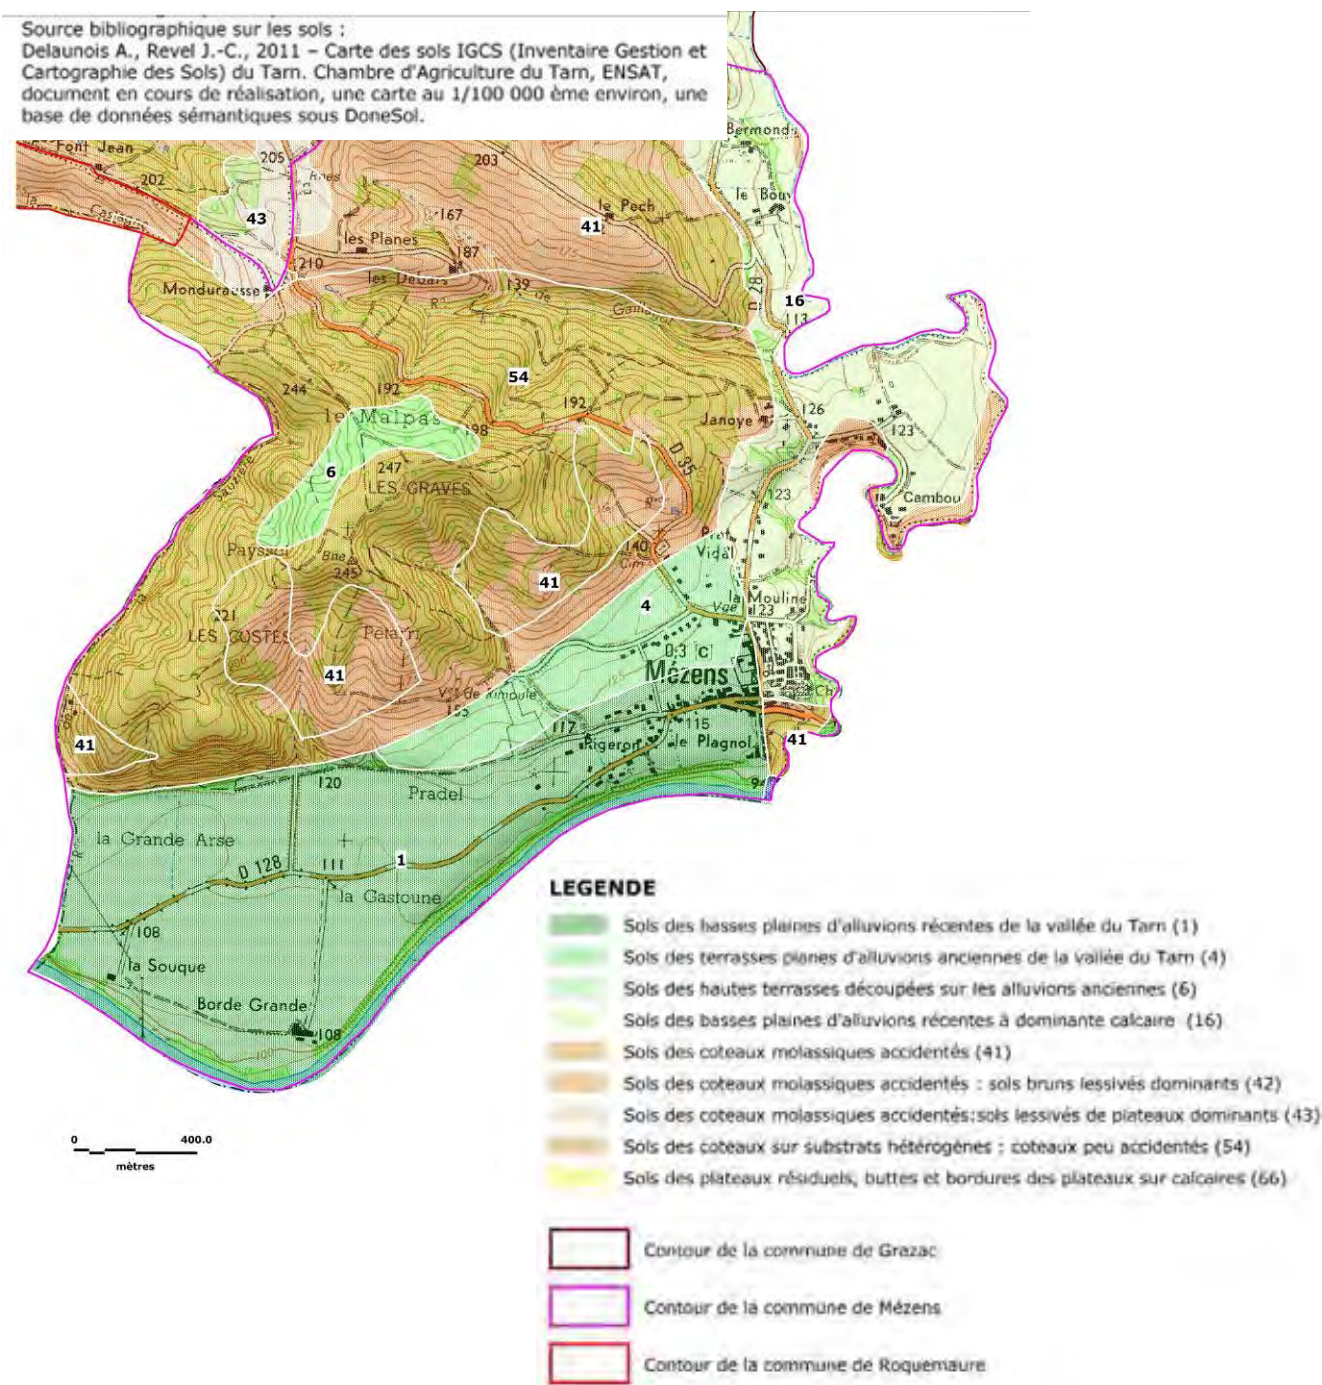 Source bibliographique sur les sols :
Delaunois A., Revel J.-C., 2011 – Carte des sols IGCS (Inventaire Gestion et
Cartographie des Sols) du Tarn. Chambre d'Agriculture du Tarn, ENSAT,
document en cours de réalisation, une carte au 1/100 000 ème environ, une
base de données sémantiques sous DoneSol.
Bermond
Font Jean
205
203
202
le Bouy
43
167
le Pech
41
les Planes
187
210
les Debars
Mondurausse
139
de
D 28
16
113
54
244
192
192
le Malpas
198
Janoye
126
123
6
247
LES GRAVES
D 35
Cambou
123
140
Vidal
245
41
la Mouline
4
Vge
123
221
LES COSTES
0,3 c
Mézens
41
155
117
115
Rigeron
le Plagnol
41
41
120
Pradel
94
la Grande Arse
D 128
111
1
la Gastoune
108
la Souque
Borde Grande
108
100
0 400.0
mètres
LEGENDE
Sols des basses plaines d'alluvions récentes de la vallée du Tarn (1)
Sols des terrasses planes d'alluvions anciennes de la vallée du Tarn (4)
Sols des hautes terrasses découpées sur les alluvions anciennes (6)
Sols des basses plaines d'alluvions récentes à dominante calcaire (16)
Sols des coteaux molassiques accidentés (41)
Sols des coteaux molassiques accidentés : sols bruns lessivés dominants (42)
Sols des coteaux molassiques accidentés:sols lessivés de plateaux dominants (43)
Sols des coteaux sur substrats hétérogènes : coteaux peu accidentés (54)
Sols des plateaux résiduels, buttes et bordures des plateaux sur calcaires (66)
Contour de la commune de Grazac
Contour de la commune de Mézens
Contour de la commune de Roquemaure